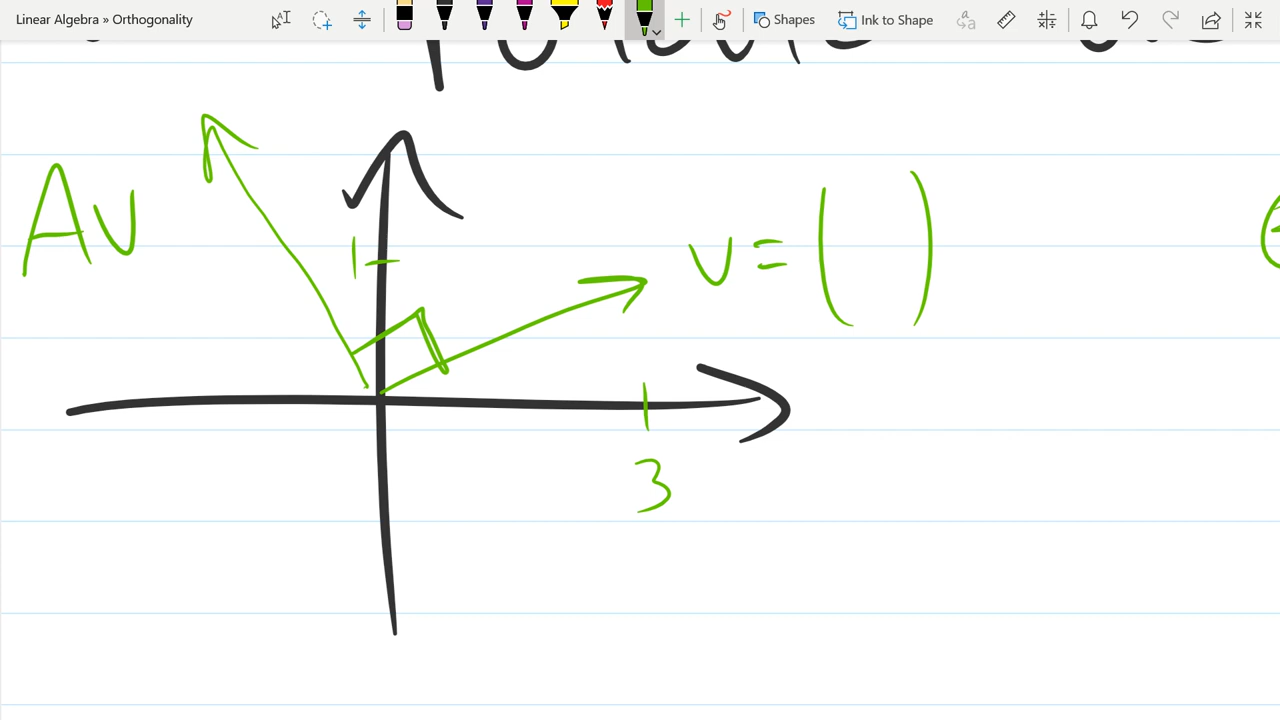 Linear Algebra » Orthogonality
Shapes
Ink to Shape
Av
1
v = ( )
3